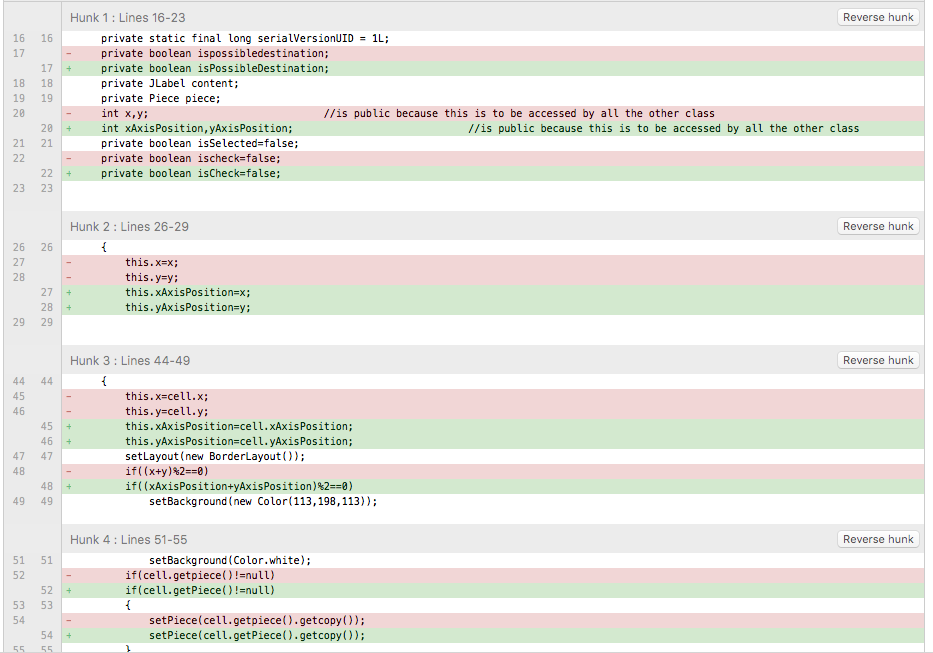 Hunk 1 : Lines 16-23 Reverse hunk
16 16 private static final long serialVersionUID = 1L;
17 - private boolean ispossibledestination;
17 + private boolean isPossibleDestination;
18 18 private JLabel content;
19 19 private Piece piece;
20 - int x,y; //is public because this is to be accessed by all the other class
20 + int xAxisPosition,yAxisPosition; //is public because this is to be accessed by all the other class
21 21 private boolean isSelected=false;
22 - private boolean ischeck=false;
22 + private boolean isCheck=false;
23 23
Hunk 2 : Lines 26-29 Reverse hunk
26 26 {
27 - this.x=x;
28 - this.y=y;
27 + this.xAxisPosition=x;
28 + this.yAxisPosition=y;
29 29
Hunk 3 : Lines 44-49 Reverse hunk
44 44 {
45 - this.x=cell.x;
46 - this.y=cell.y;
45 + this.xAxisPosition=cell.xAxisPosition;
46 + this.yAxisPosition=cell.yAxisPosition;
47 47 setLayout(new BorderLayout());
48 - if((x+y)%2==0)
48 + if((xAxisPosition+yAxisPosition)%2==0)
49 49 setBackground(new Color(113,198,113));
Hunk 4 : Lines 51-55 Reverse hunk
51 51 setBackground(Color.white);
52 - if(cell.getpiece()!=null)
52 + if(cell.getPiece()!=null)
53 53 {
54 - setPiece(cell.getpiece().getcopy());
54 + setPiece(cell.getPiece().getcopy());
55 55 }